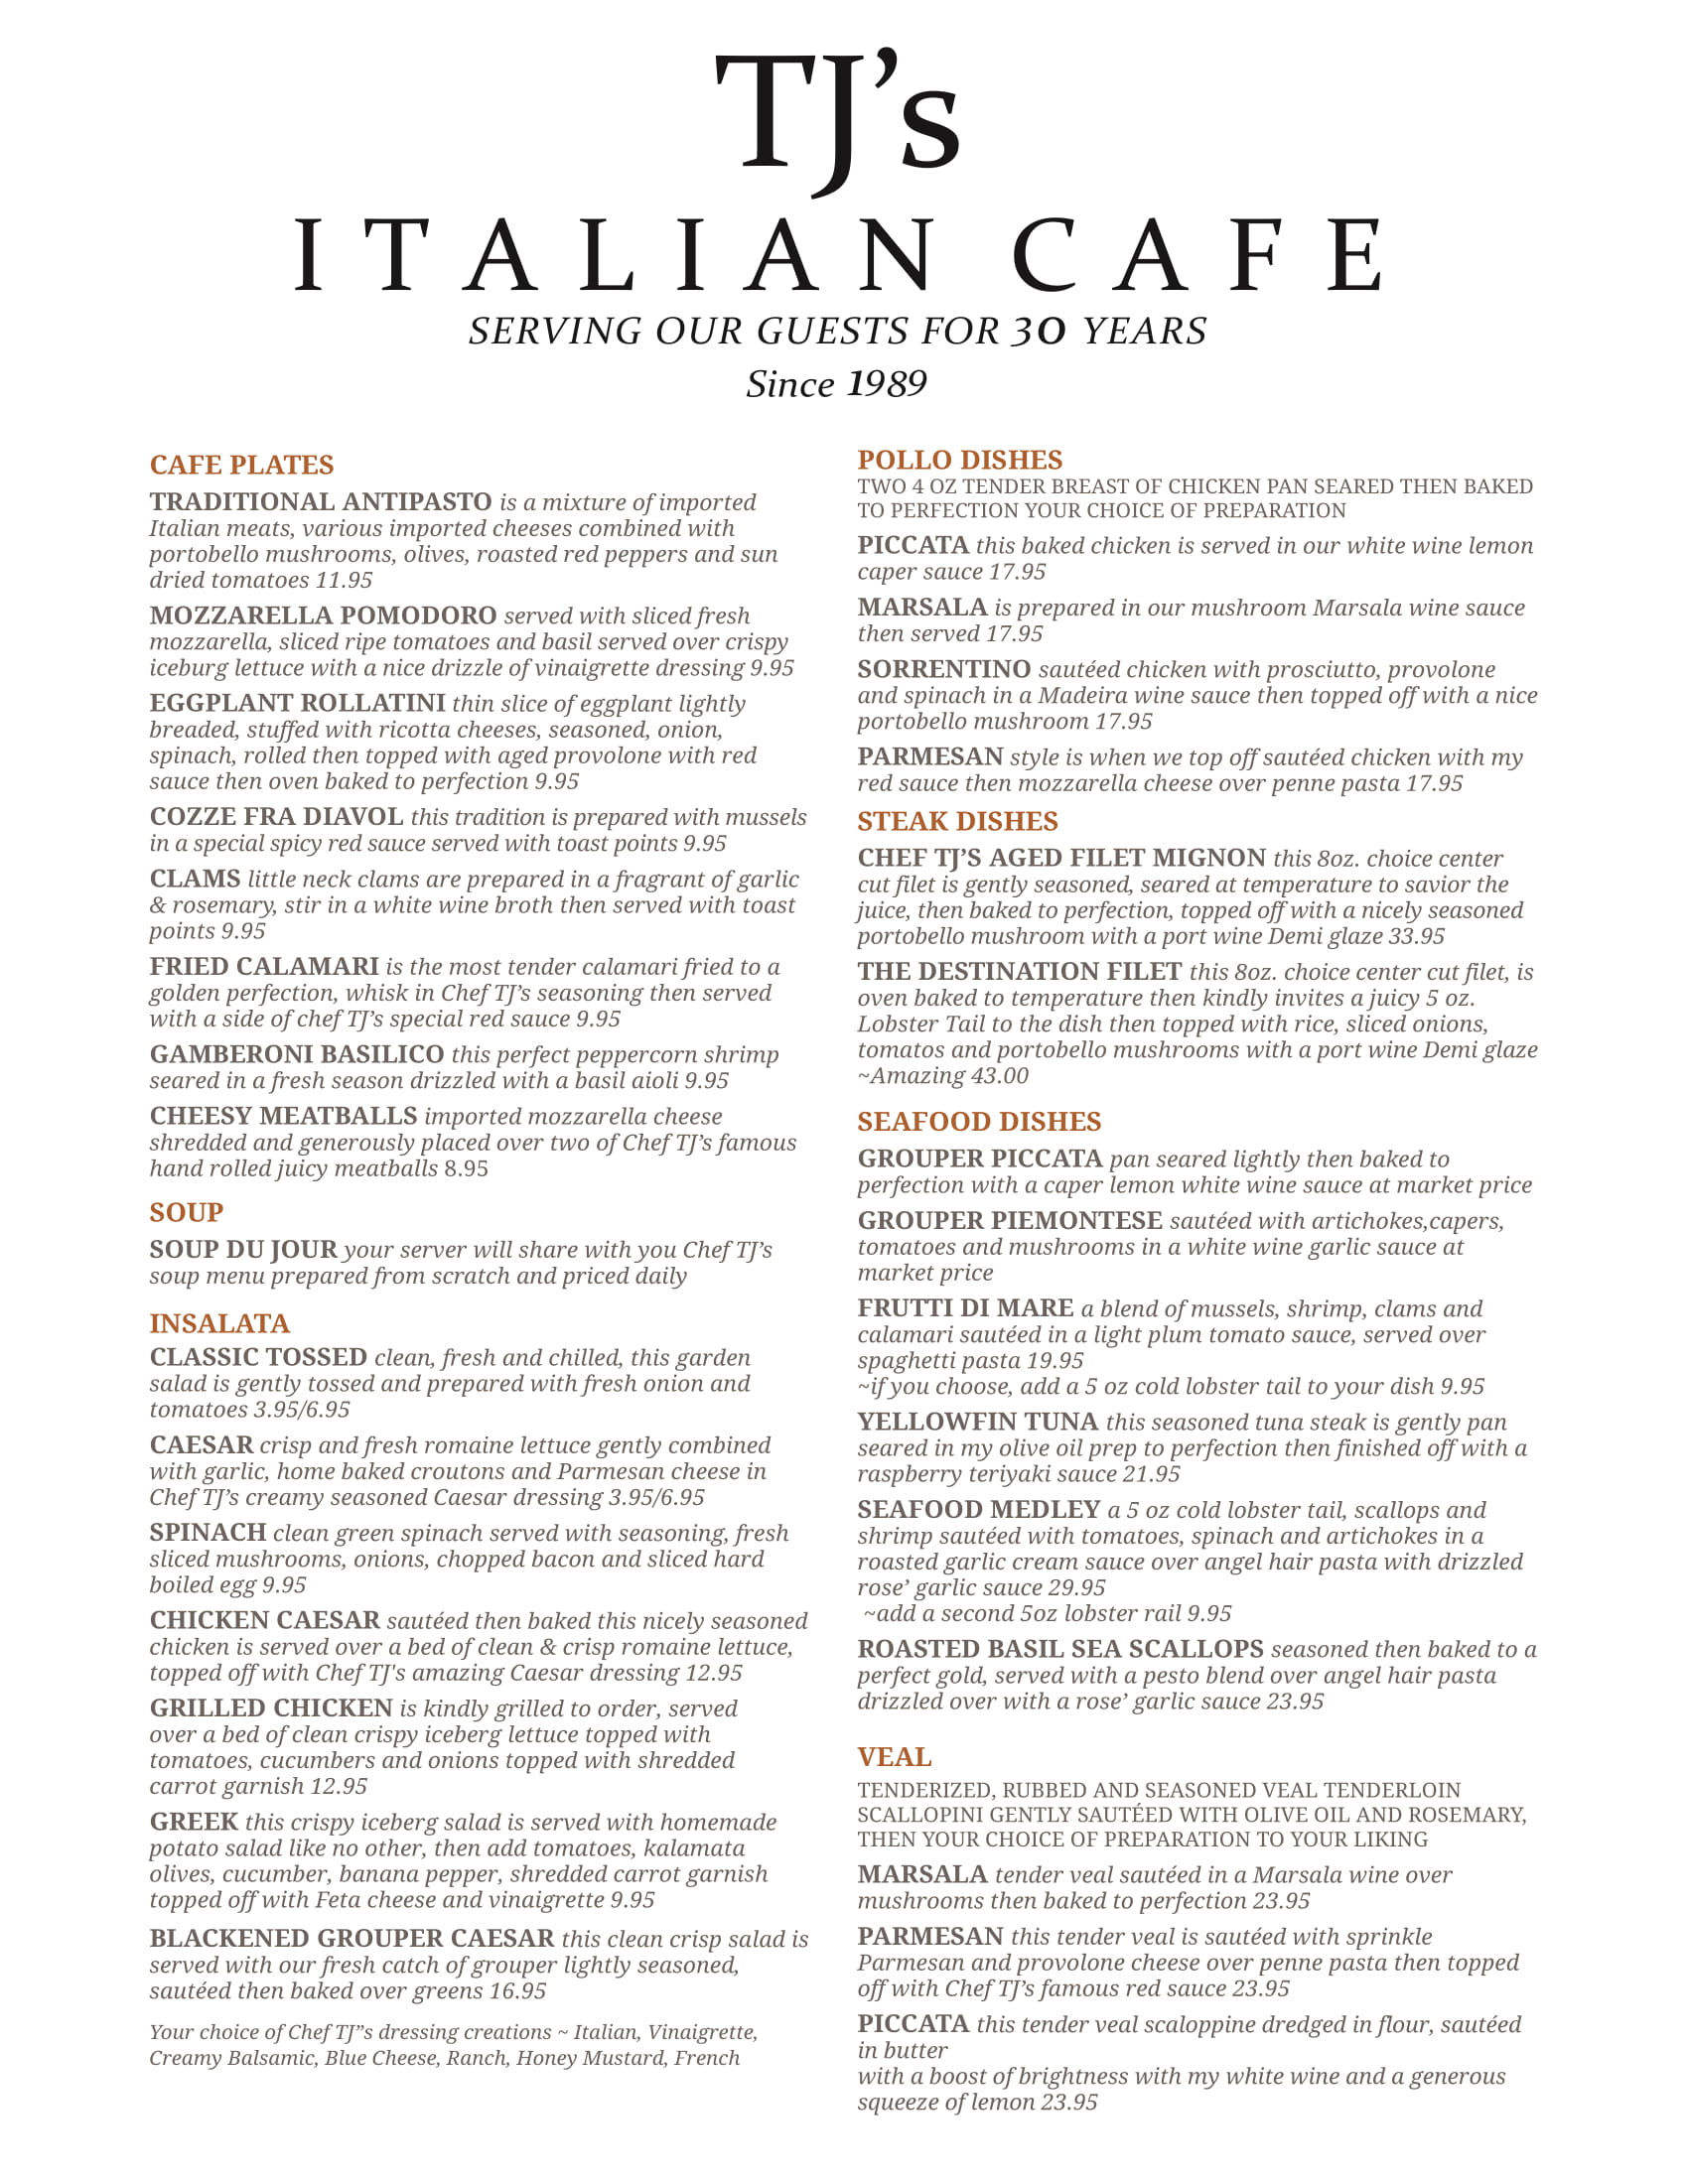 TJ’s
ITALIAN CAFE
SERVING OUR GUESTS FOR 30 YEARS
Since 1989
CAFE PLATES
TRADITIONAL ANTIPASTO is a mixture of imported
Italian meats, various imported cheeses combined with
portobello mushrooms, olives, roasted red peppers and sun
dried tomatoes 11.95
MOZZARELLA POMODORO served with sliced fresh
mozzarella, sliced ripe tomatoes and basil served over crispy
iceburg lettuce with a nice drizzle of vinaigrette dressing 9.95
EGGPLANT ROLLATINI thin slice of eggplant lightly
breaded, stuffed with ricotta cheeses, seasoned, onion,
spinach, rolled then topped with aged provolone with red
sauce then oven baked to perfection 9.95
COZZE FRA DIAVOL this tradition is prepared with mussels
in a special spicy red sauce served with toast points 9.95
CLAMS little neck clams are prepared in a fragrant of garlic
& rosemary, stir in a white wine broth then served with toast
points 9.95
FRIED CALAMARI is the most tender calamari fried to a
golden perfection, whisk in Chef TJ’s seasoning then served
with a side of chef TJ’s special red sauce 9.95
GAMBERONI BASILICO this perfect peppercorn shrimp
seared in a fresh season drizzled with a basil aioli 9.95
CHEESY MEATBALLS imported mozzarella cheese
shredded and generously placed over two of Chef TJ’s famous
hand rolled juicy meatballs 8.95
SOUP
SOUP DU JOUR your server will share with you Chef TJ’s
soup menu prepared from scratch and priced daily
INSALATA
CLASSIC TOSSED clean, fresh and chilled, this garden
salad is gently tossed and prepared with fresh onion and
tomatoes 3.95/6.95
CAESAR crisp and fresh romaine lettuce gently combined
with garlic, home baked croutons and Parmesan cheese in
Chef TJ’s creamy seasoned Caesar dressing 3.95/6.95
SPINACH clean green spinach served with seasoning, fresh
sliced mushrooms, onions, chopped bacon and sliced hard
boiled egg 9.95
CHICKEN CAESAR sautéed then baked this nicely seasoned
chicken is served over a bed of clean & crisp romaine lettuce,
topped off with Chef TJ's amazing Caesar dressing 12.95
GRILLED CHICKEN is kindly grilled to order, served
over a bed of clean crispy iceberg lettuce topped with
tomatoes, cucumbers and onions topped with shredded
carrot garnish 12.95
GREEK this crispy iceberg salad is served with homemade
potato salad like no other, then add tomatoes, kalamata
olives, cucumber, banana pepper, shredded carrot garnish
topped off with Feta cheese and vinaigrette 9.95
BLACKENED GROUPER CAESAR this clean crisp salad is
served with our fresh catch of grouper lightly seasoned,
sautéed then baked over greens 16.95
Your choice of Chef TJ”s dressing creations ~ Italian, Vinaigrette,
Creamy Balsamic, Blue Cheese, Ranch, Honey Mustard, French
POLLO DISHES
TWO 4 OZ TENDER BREAST OF CHICKEN PAN SEARED THEN BAKED
TO PERFECTION YOUR CHOICE OF PREPARATION
PICCATA this baked chicken is served in our white wine lemon
caper sauce 17.95
MARSALA is prepared in our mushroom Marsala wine sauce
then served 17.95
SORRENTINO sautéed chicken with prosciutto, provolone
and spinach in a Madeira wine sauce then topped off with a nice
portobello mushroom 17.95
PARMESAN style is when we top off sautéed chicken with my
red sauce then mozzarella cheese over penne pasta 17.95
STEAK DISHES
CHEF TJ’S AGED FILET MIGNON this 8oz. choice center
cut filet is gently seasoned, seared at temperature to savior the
juice, then baked to perfection, topped off with a nicely seasoned
portobello mushroom with a port wine Demi glaze 33.95
THE DESTINATION FILET this 8oz. choice center cut filet, is
oven baked to temperature then kindly invites a juicy 5 oz.
Lobster Tail to the dish then topped with rice, sliced onions,
tomatos and portobello mushrooms with a port wine Demi glaze
~Amazing 43.00
SEAFOOD DISHES
GROUPER PICCATA pan seared lightly then baked to
perfection with a caper lemon white wine sauce at market price
GROUPER PIEMONTESE sautéed with artichokes,capers,
tomatoes and mushrooms in a white wine garlic sauce at
market price
FRUTTI DI MARE a blend of mussels, shrimp, clams and
calamari sautéed in a light plum tomato sauce, served over
spaghetti pasta 19.95
~if you choose, add a 5 oz cold lobster tail to your dish 9.95
YELLOWFIN TUNA this seasoned tuna steak is gently pan
seared in my olive oil prep to perfection then finished off with a
raspberry teriyaki sauce 21.95
SEAFOOD MEDLEY a 5 oz cold lobster tail, scallops and
shrimp sautéed with tomatoes, spinach and artichokes in a
roasted garlic cream sauce over angel hair pasta with drizzled
rose’ garlic sauce 29.95
~add a second 5oz lobster rail 9.95
ROASTED BASIL SEA SCALLOPS seasoned then baked to a
perfect gold, served with a pesto blend over angel hair pasta
drizzled over with a rose’ garlic sauce 23.95
VEAL
TENDERIZED, RUBBED AND SEASONED VEAL TENDERLOIN
SCALLOPINI GENTLY SAUTÉED WITH OLIVE OIL AND ROSEMARY,
THEN YOUR CHOICE OF PREPARATION TO YOUR LIKING
MARSALA tender veal sautéed in a Marsala wine over
mushrooms then baked to perfection 23.95
PARMESAN this tender veal is sautéed with sprinkle
Parmesan and provolone cheese over penne pasta then topped
off with Chef TJ’s famous red sauce 23.95
PICCATA this tender veal scaloppine dredged in flour, sautéed
in butter
with a boost of brightness with my white wine and a generous
squeeze of lemon 23.95